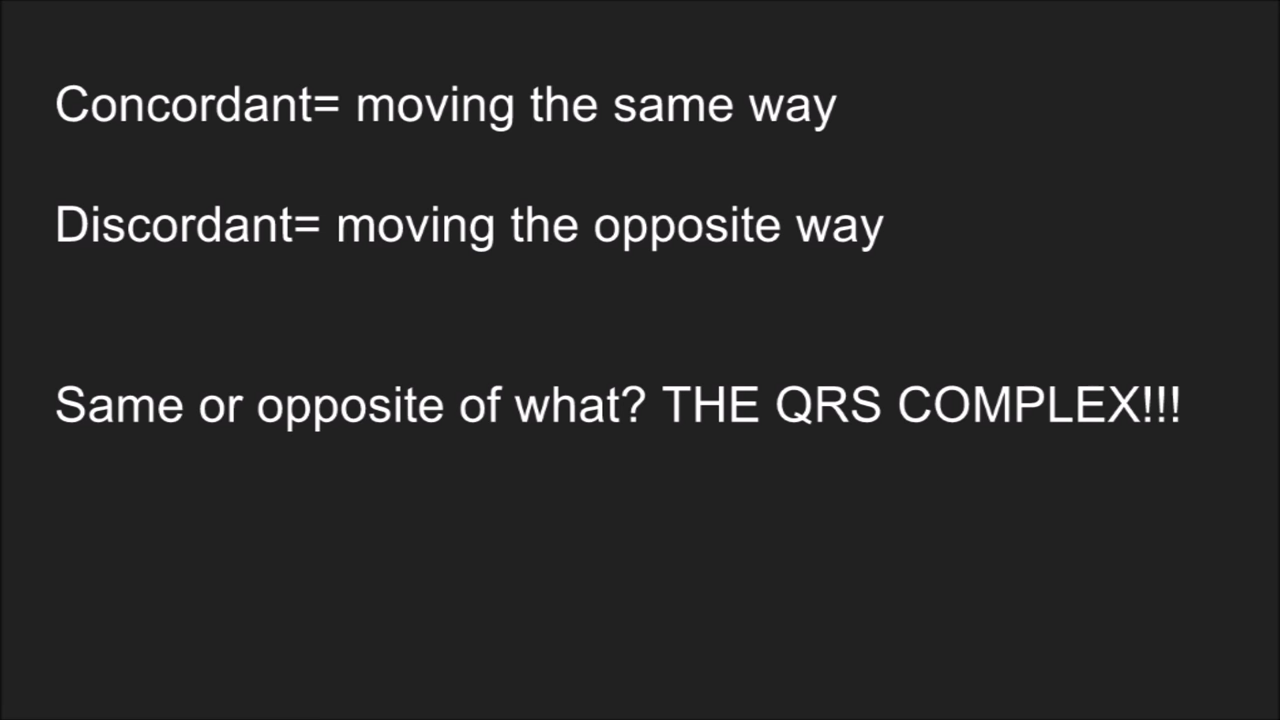 Concordant= moving the same way
Discordant= moving the opposite way
Same or opposite of what? THE QRS COMPLEX!!!